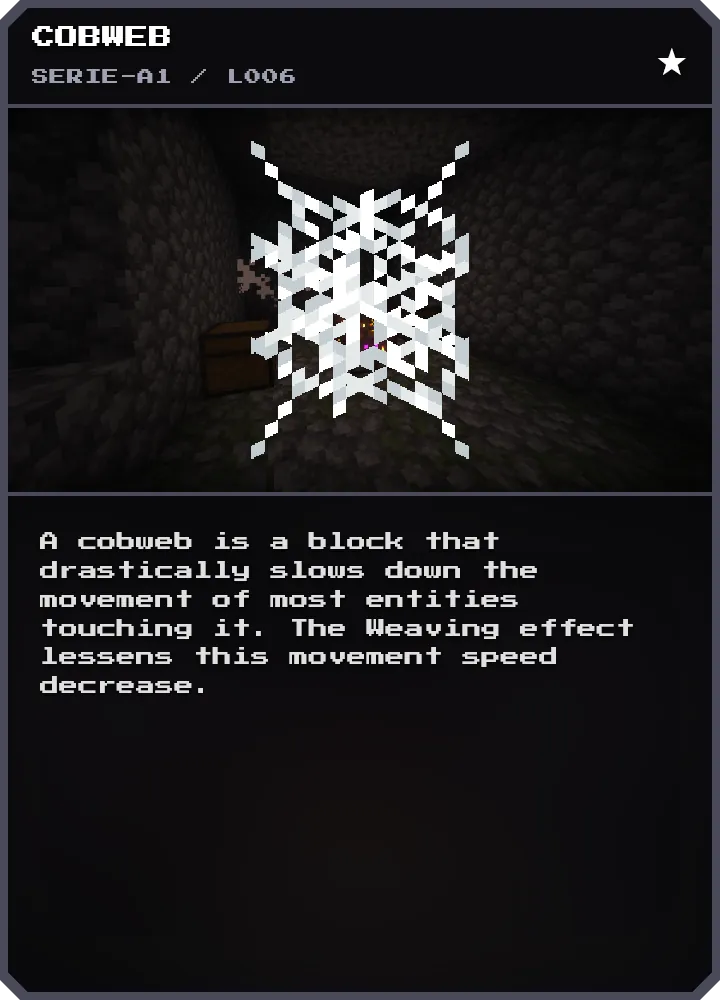 COBWEB
SERIE-A1 / L006
A cobweb is a block that
drastically slows down the
movement of most entities
touching it. The Weaving effect
lessens this movement speed
decrease.